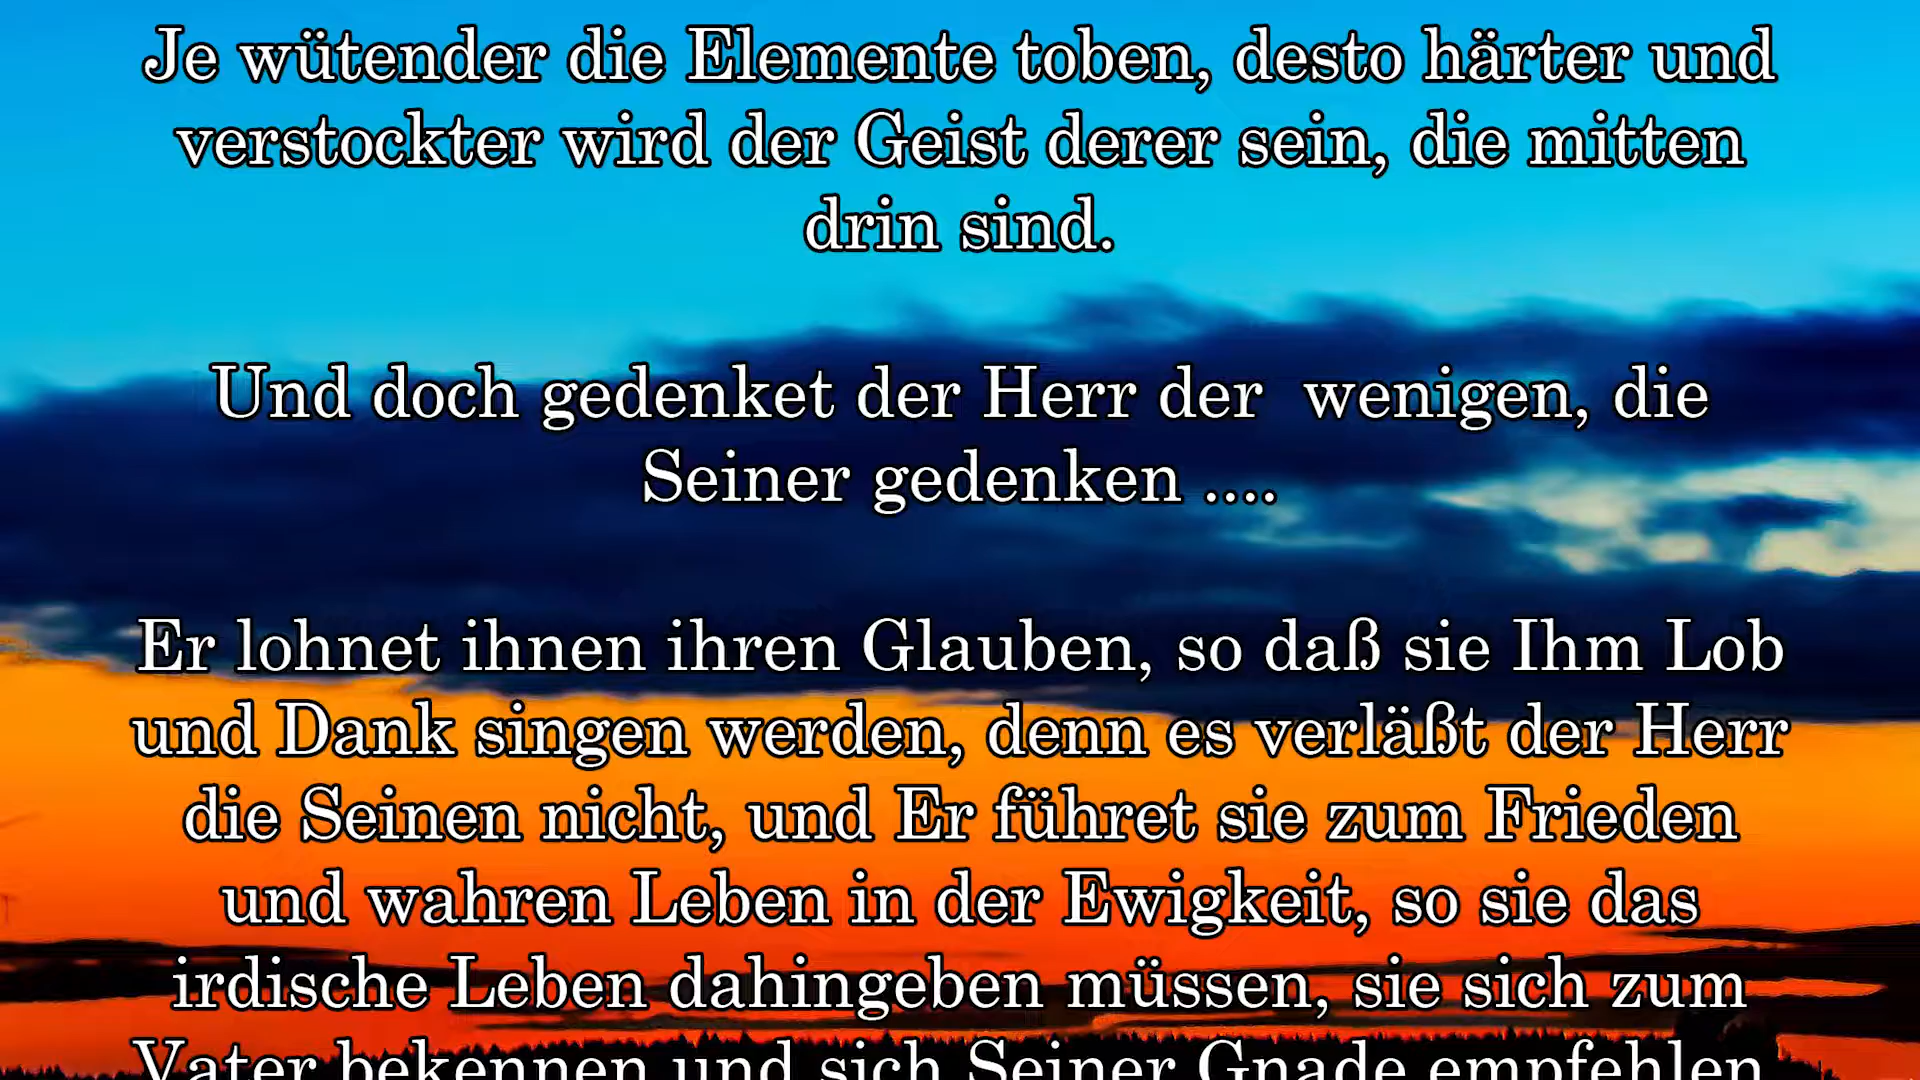 Je wütender die Elemente toben, desto härter und
verstockter wird der Geist derer sein, die mitten
drin sind.
Und doch gedenket der Herr der  wenigen, die
Seiner gedenken ....
Er lohnet ihnen ihren Glauben, so daß sie Ihm Lob
und Dank singen werden, denn es verläßt der Herr
die Seinen nicht, und Er führet sie zum Frieden
und wahren Leben in der Ewigkeit, so sie das
irdische Leben dahingeben müssen, sie sich zum
Vater bekennen und sich Seiner Gnade empfehlen